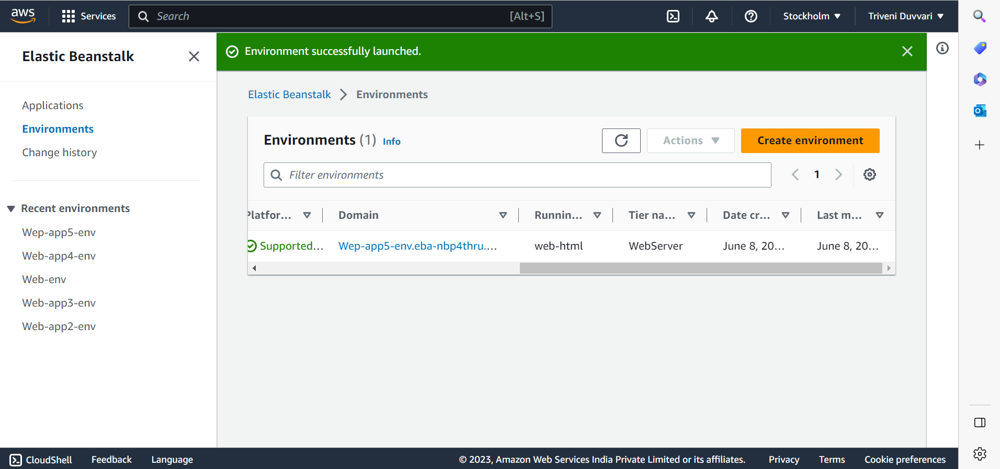 aws
Services
Search
[Alt+S]
Stockholm
Triveni Duvvari
Elastic Beanstalk
Applications
Environments
Change history
Recent environments
Wep-app5-env
Web-app4-env
Web-env
Web-app3-env
Web-app2-env
Environment successfully launched.
Elastic Beanstalk
Environments
Environments (1) Info
Actions
Create environment
Filter environments
1
Platfor...
Domain
Runnin...
Tier na...
Date cr...
Last m...
Supported...
Wep-app5-env.eba-nbp4thru....
web-html
WebServer
June 8, 20...
June 8, 20...
CloudShell
Feedback
Language
© 2023, Amazon Web Services India Private Limited or its affiliates.
Privacy
Terms
Cookie preferences